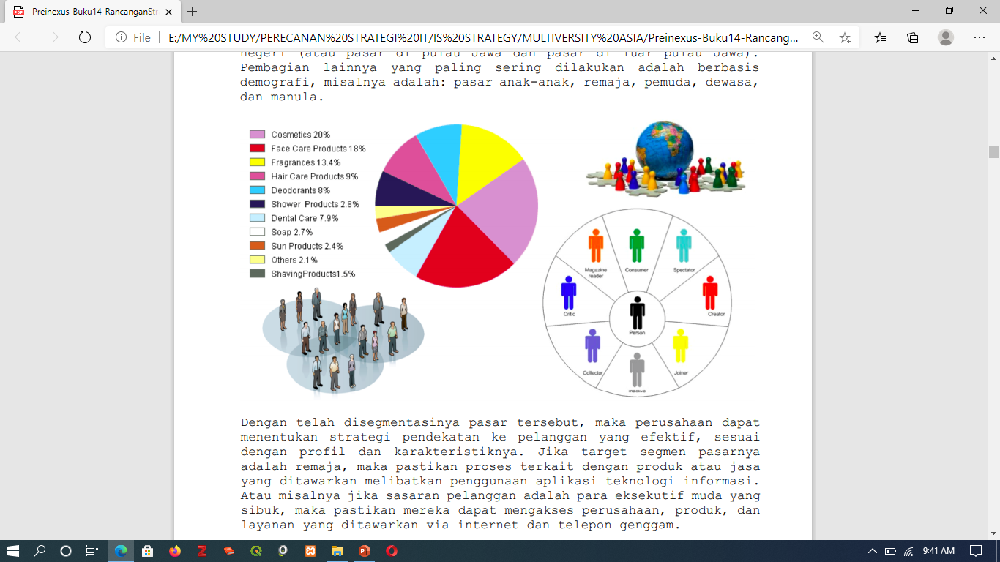 Preinexus-Buku14-RancanganStr
File
E:/MY%20STUDY/PERECANAN%20STRATEGI%20IT/IS%20STRATEGY/MULTIVERSITY%20ASIA/Preinexus-Buku14-Rancang...
negeri (atau pasar di pulau Jawa dan pasar di luar pulau Jawa).
Pembagian lainnya yang paling sering dilakukan adalah berbasis
demografi, misalnya adalah: pasar anak-anak, remaja, pemuda, dewasa,
dan manula.
Cosmetics 20%
Face Care Products 18%
Fragrances 13.4%
Hair Care Products 9%
Deodorants 8%
Shower Products 2.8%
Dental Care 7.9%
Soap 2.7%
Sun Products 2.4%
Others 2.1%
ShavingProducts1.5%
Magazine
reader
Consumer
Spectator
Critic
Creator
Person
Collector
Joiner
Inactive
Dengan telah disegmentasinya pasar tersebut, maka perusahaan dapat
menentukan strategi pendekatan ke pelanggan yang efektif, sesuai
dengan profil dan karakteristiknya. Jika target segmen pasarnya
adalah remaja, maka pastikan proses terkait dengan produk atau jasa
yang ditawarkan melibatkan penggunaan aplikasi teknologi informasi.
Atau misalnya jika sasaran pelanggan adalah para eksekutif muda yang
sibuk, maka pastikan mereka dapat mengakses perusahaan, produk, dan
layanan yang ditawarkan via internet dan telepon genggam.
9:41 AM